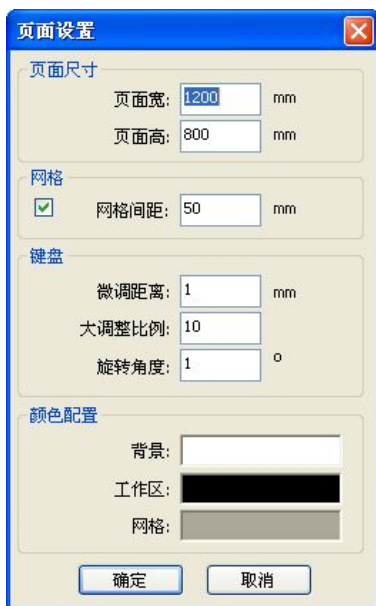 页面设置
页面尺寸
页面宽: 1200 mm
页面高: 800 mm
网格
网格间距: 50 mm
键盘
微调距离: 1 mm
大调整比例: 10
旋转角度: 1 o
颜色配置
背景:
工作区:
网格:
确定 取消